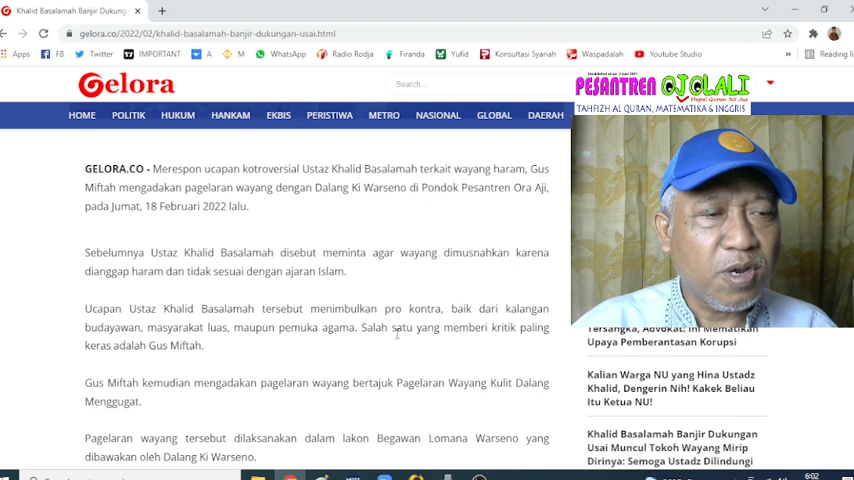 Khalid Basalamah Banjir Dukungan
gelora.co/2022/02/khalid-basalamah-banjir-dukungan-usai.html
Apps FB Twitter IMPORTANT A M WhatsApp Radio Rodja Firanda Yufid Konsultasi Syariah Waspadalah YouTube Studio Reading li
Gelora
Search...
PESANTREN OJOLALI
Hapal Quran 30 Juz
TAHFIZH AL QURAN, MATEMATIKA & INGGRIS
HOME POLITIK HUKUM HANKAM EKBIS PERISTIWA METRO NASIONAL GLOBAL DAERAH
GELORA.CO - Merespon ucapan kotroversial Ustaz Khalid Basalamah terkait wayang haram, Gus
Miftah mengadakan pagelaran wayang dengan Dalang Ki Warseno di Pondok Pesantren Ora Aji,
pada Jumat, 18 Februari 2022 lalu.
Sebelumnya Ustaz Khalid Basalamah disebut meminta agar wayang dimusnahkan karena
dianggap haram dan tidak sesuai dengan ajaran Islam.
Ucapan Ustaz Khalid Basalamah tersebut menimbulkan pro kontra, baik dari kalangan
budayawan, masyarakat luas, maupun pemuka agama. Salah satu yang memberi kritik paling
keras adalah Gus Miftah.
Gus Miftah kemudian mengadakan pagelaran wayang bertajuk Pagelaran Wayang Kulit Dalang
Menggugat.
Pagelaran wayang tersebut dilaksanakan dalam lakon Begawan Lomana Warseno yang
dibawakan oleh Dalang Ki Warseno.
Tersangka, Advokat: Ini Mematikan
Upaya Pemberantasan Korupsi
Kalian Warga NU yang Hina Ustadz
Khalid, Dengerin Nih! Kakek Beliau
Itu Ketua NU!
Khalid Basalamah Banjir Dukungan
Usai Muncul Tokoh Wayang Mirip
Dirinya: Semoga Ustadz Dilindungi
6:02